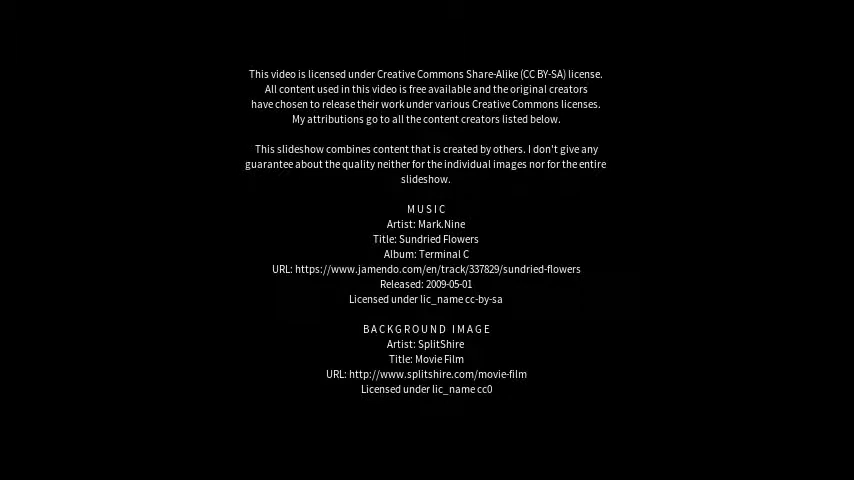 This video is licensed under Creative Commons Share-Alike (CC BY-SA) license.
All content used in this video is free available and the original creators
have chosen to release their work under various Creative Commons licenses.
My attributions go to all the content creators listed below.
This slideshow combines content that is created by others. I don't give any
guarantee about the quality neither for the individual images nor for the entire
slideshow.
MUSIC
Artist: Mark.Nine
Title: Sundried Flowers
Album: Terminal C
URL: https://www.jamendo.com/en/track/337829/sundried-flowers
Released: 2009-05-01
Licensed under lic_name cc-by-sa
BACKGROUND IMAGE
Artist: SplitShire
Title: Movie Film
URL: http://www.splitshire.com/movie-film
Licensed under lic_name cc0